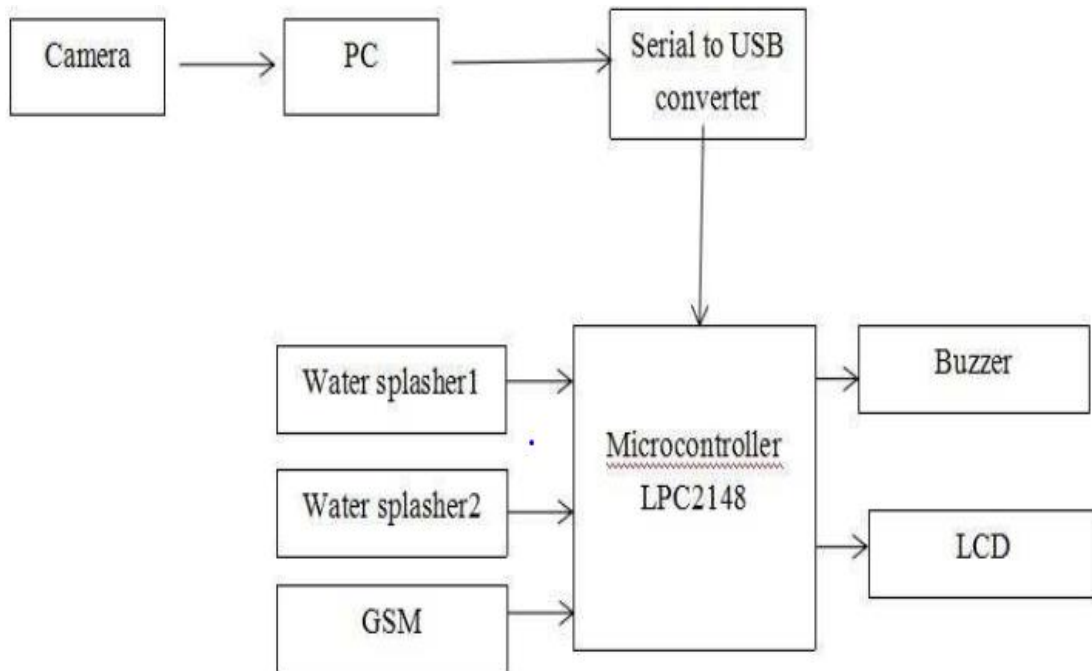 Camera
PC
Serial to USB
converter
Water splasher1
Water splasher2
GSM
Microcontroller
LPC2148
Buzzer
LCD